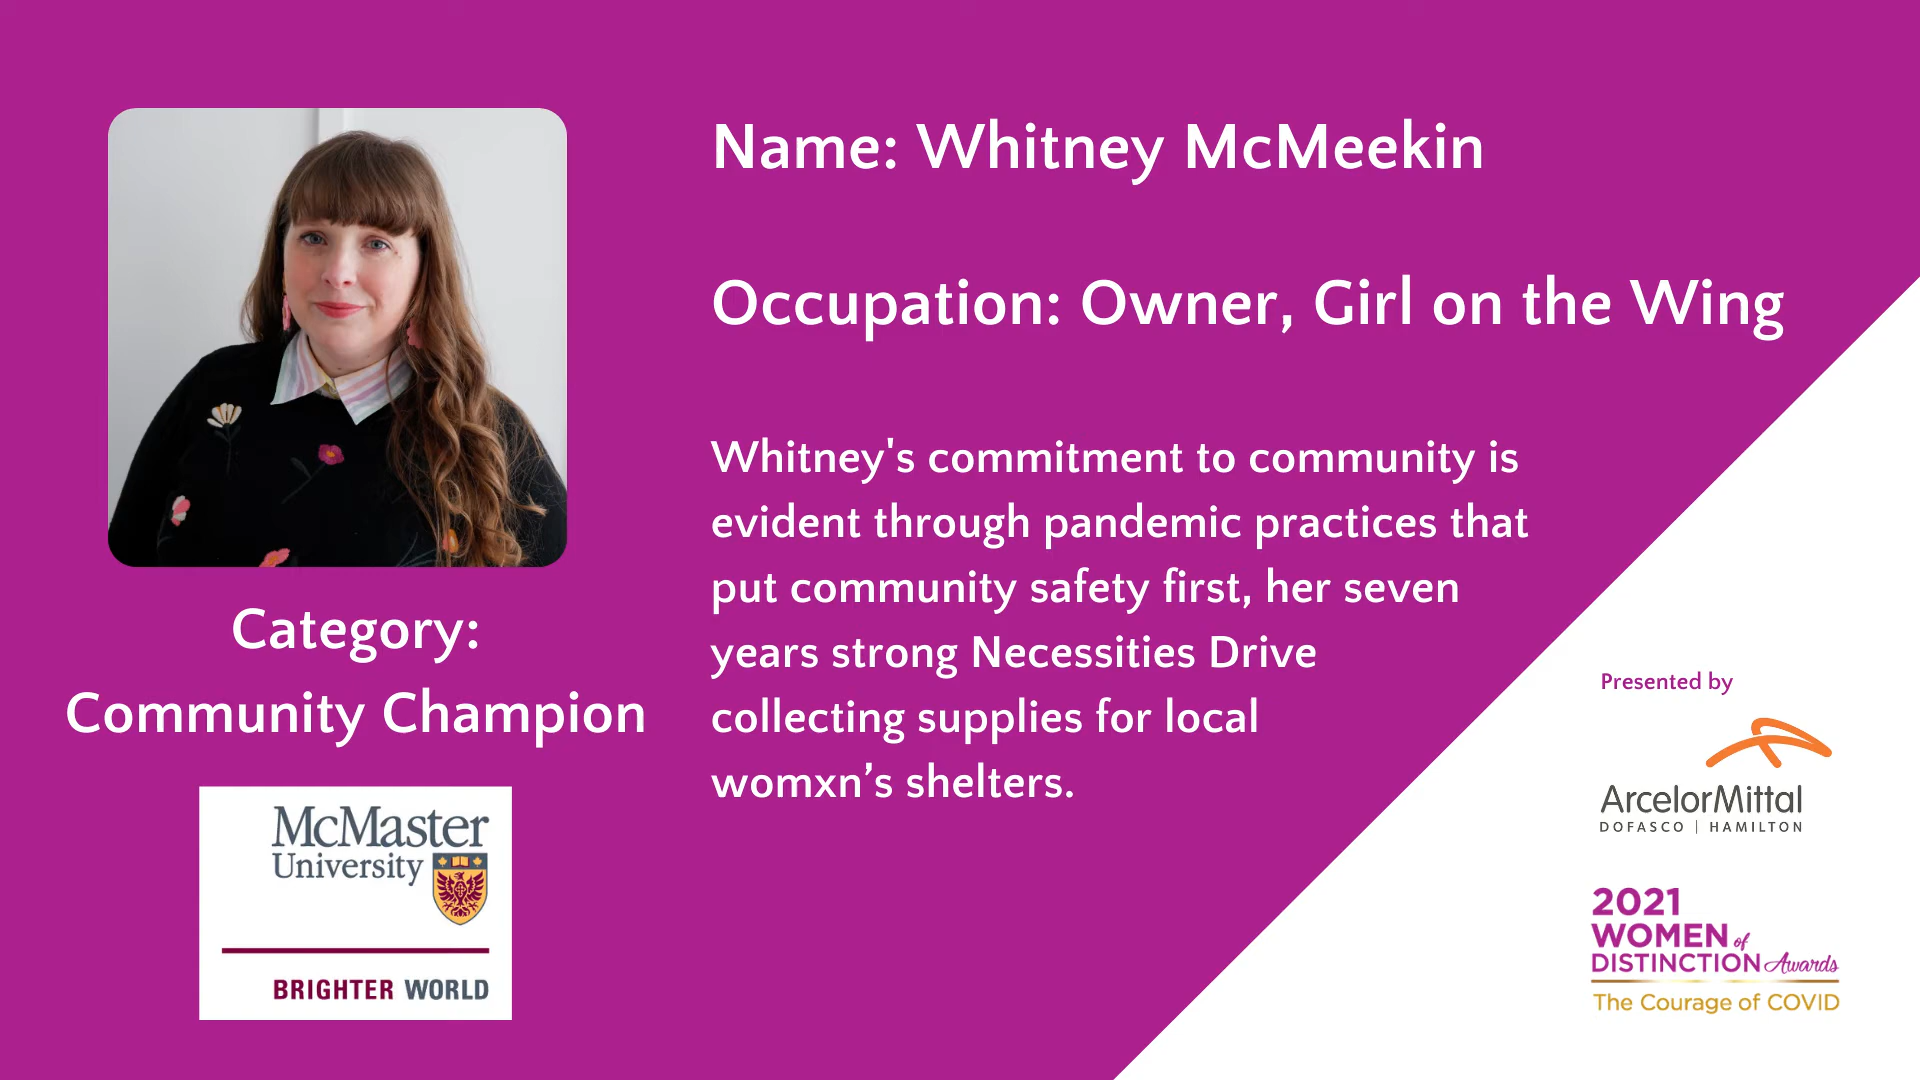 Name: Whitney McMeekin
Occupation: Owner, Girl on the Wing
Whitney's commitment to community is
evident through pandemic practices that
put community safety first, her seven
years strong Necessities Drive
collecting supplies for local
womxn’s shelters.
Category:
Community Champion
McMaster
University
BRIGHTER WORLD
Presented by
ArcelorMittal
DOFASCO | HAMILTON
2021
WOMEN of
DISTINCTION Awards
The Courage of COVID